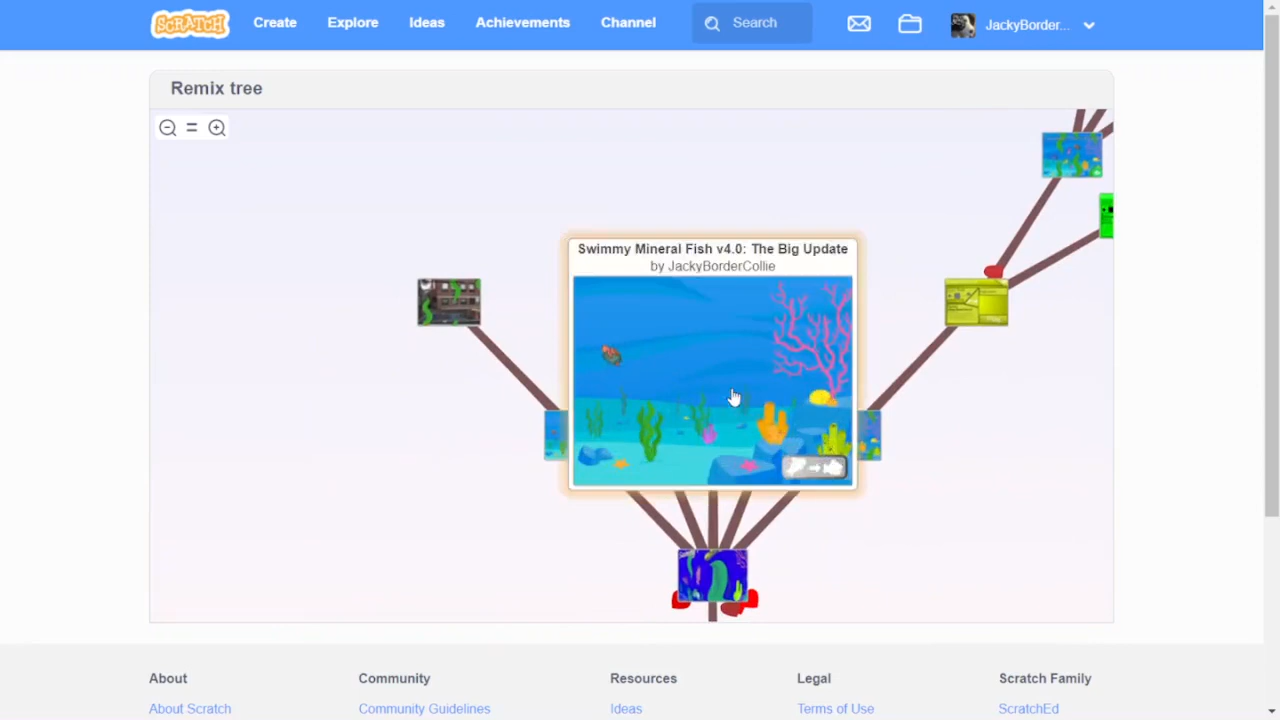 SCRATCH Create Explore Ideas Achievements Channel Search JackyBorder...
Remix tree
Swimmy Mineral Fish v4.0: The Big Update
by JackyBorderCollie
About Community Resources Legal Scratch Family
About Scratch Community Guidelines Ideas Terms of Use ScratchEd